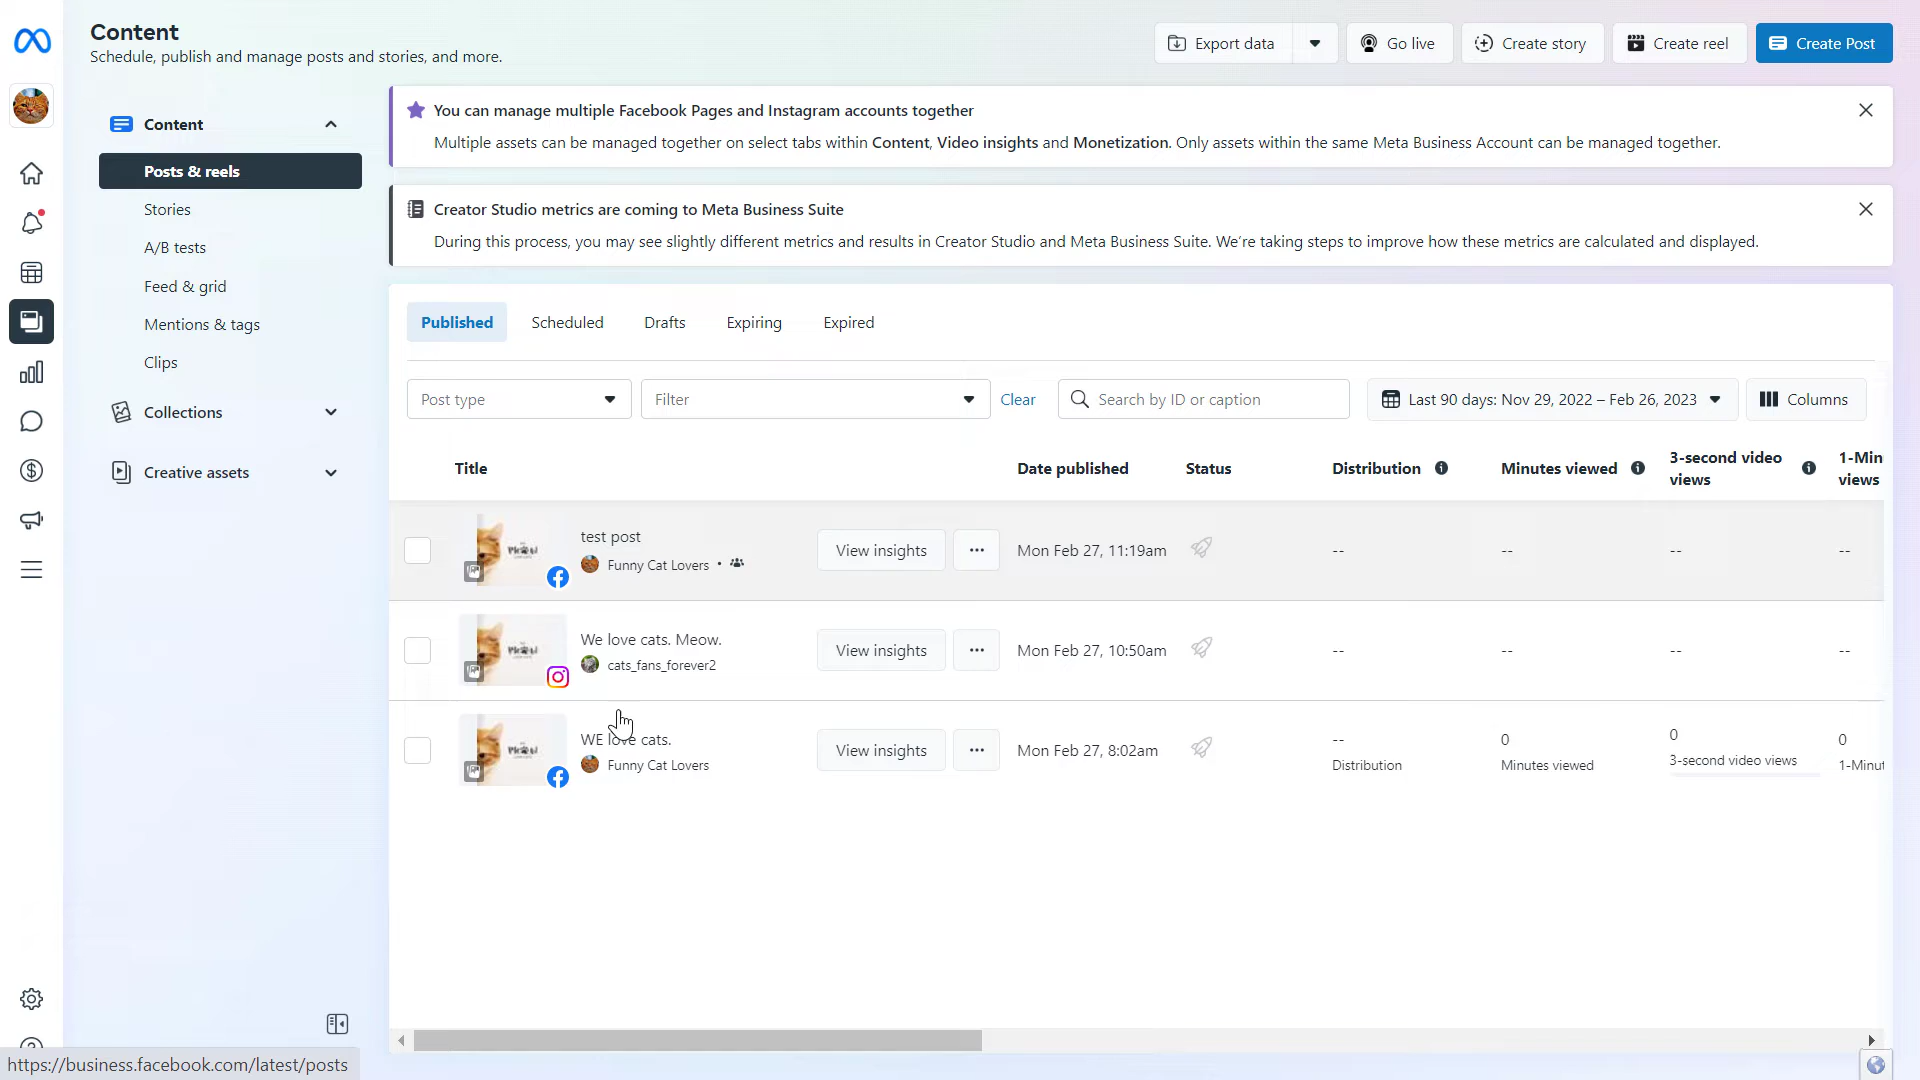 Content
Schedule, publish and manage posts and stories, and more.
Export data
Go live
Create story
Create reel
Create Post
Content
Posts & reels
Stories
A/B tests
Feed & grid
Mentions & tags
Clips
Collections
Creative assets
You can manage multiple Facebook Pages and Instagram accounts together
Multiple assets can be managed together on select tabs within Content, Video insights and Monetization. Only assets within the same Meta Business Account can be managed together.
Creator Studio metrics are coming to Meta Business Suite
During this process, you may see slightly different metrics and results in Creator Studio and Meta Business Suite. We're taking steps to improve how these metrics are calculated and displayed.
Published
Scheduled
Drafts
Expiring
Expired
Post type
Filter
Clear
Search by ID or caption
Last 90 days: Nov 29, 2022 – Feb 26, 2023
Columns
Title
Date published
Status
Distribution
Minutes viewed
3-second video
views
1-Min
views
test post
Funny Cat Lovers •
View insights
Mon Feb 27, 11:19am
--
--
--
--
We love cats. Meow.
cats_fans_forever2
View insights
Mon Feb 27, 10:50am
--
--
--
--
WE love cats.
Funny Cat Lovers
View insights
Mon Feb 27, 8:02am
--
Distribution
0
Minutes viewed
0
3-second video views
0
1-Minut
https://business.facebook.com/latest/posts